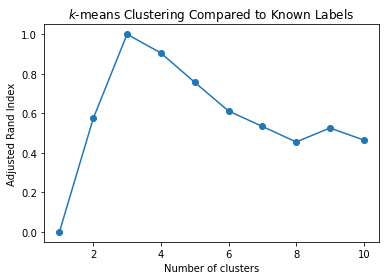 k-means Clustering Compared to Known Labels
1.0
0.8
0.6
0.4
0.2
0.0
Adjusted Rand Index
2 4 6 8 10
Number of clusters